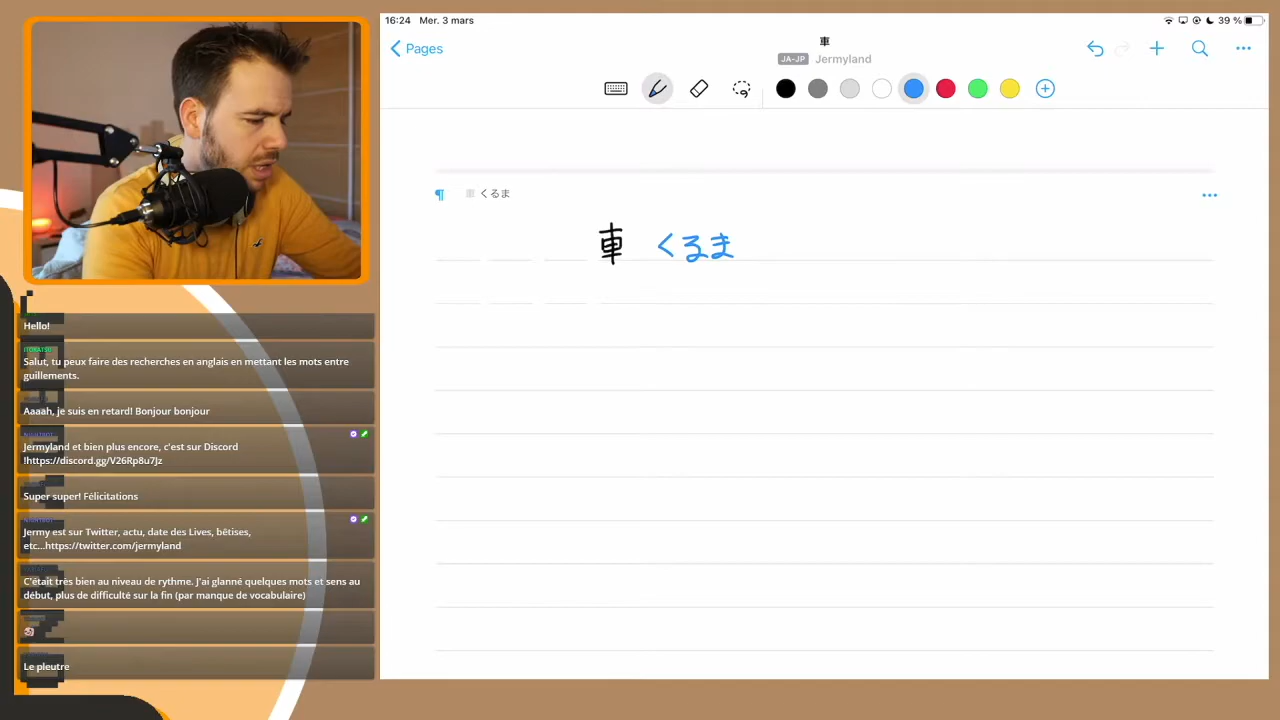 16:24 Mer. 3 mars
39 %
Pages
車
JA-JP Jermyland
車 くるま
車 くるま
Hello!
Salut, tu peux faire des recherches en anglais en mettant les mots entre
guillemets.
Aaaah, je suis en retard! Bonjour bonjour
Jermyland et bien plus encore, c'est sur Discord
!https://discord.gg/V26Rp8u7Jz
Super super! Félicitations
Jermy est sur Twitter, actu, date des Lives, bêtises,
etc...https://twitter.com/jermyland
C'était très bien au niveau de rythme. J'ai glanné quelques mots et sens au
début, plus de difficulté sur la fin (par manque de vocabulaire)
Le pleutre